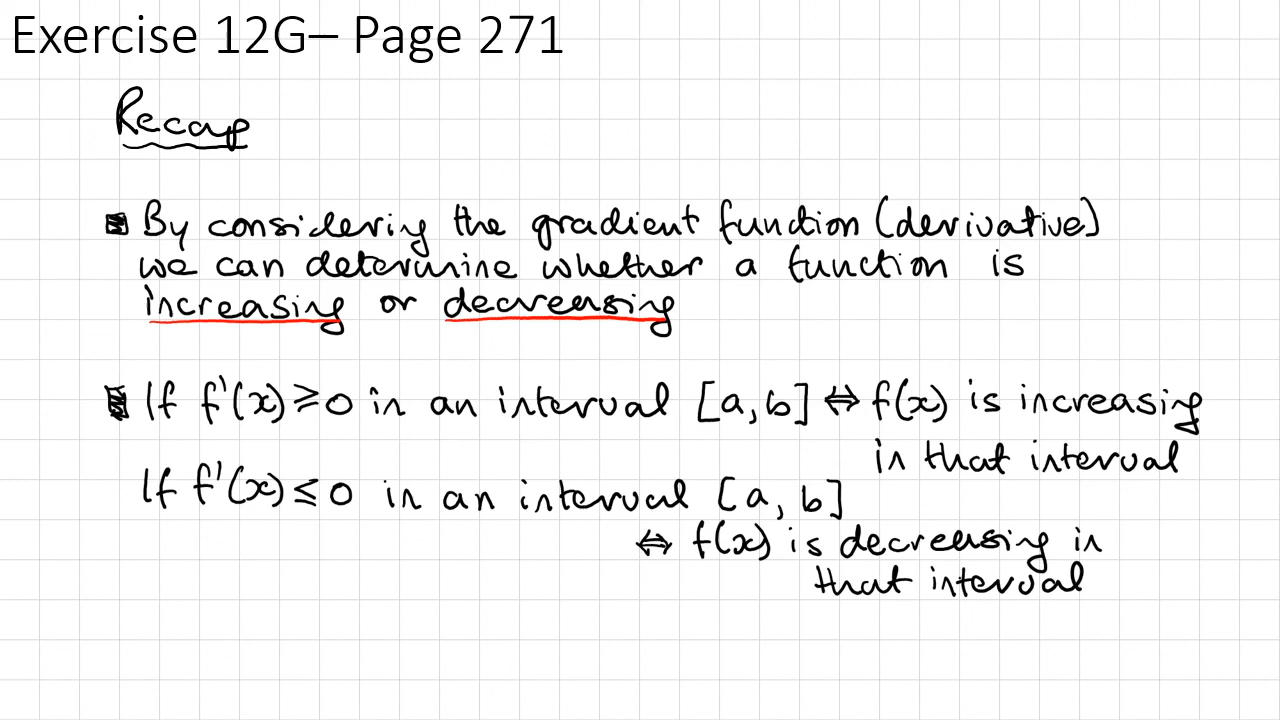 Exercise 12G– Page 271
Recap
By considering the gradient function (derivative)
we can determine whether a function is
increasing or decreasing
If f'(x) ⩾ 0 in an interval [a, b] ⇔ f(x) is increasing
in that interval
If f'(x) ⩽ 0 in an interval [a, b]
⇔ f(x) is decreasing in
that interval